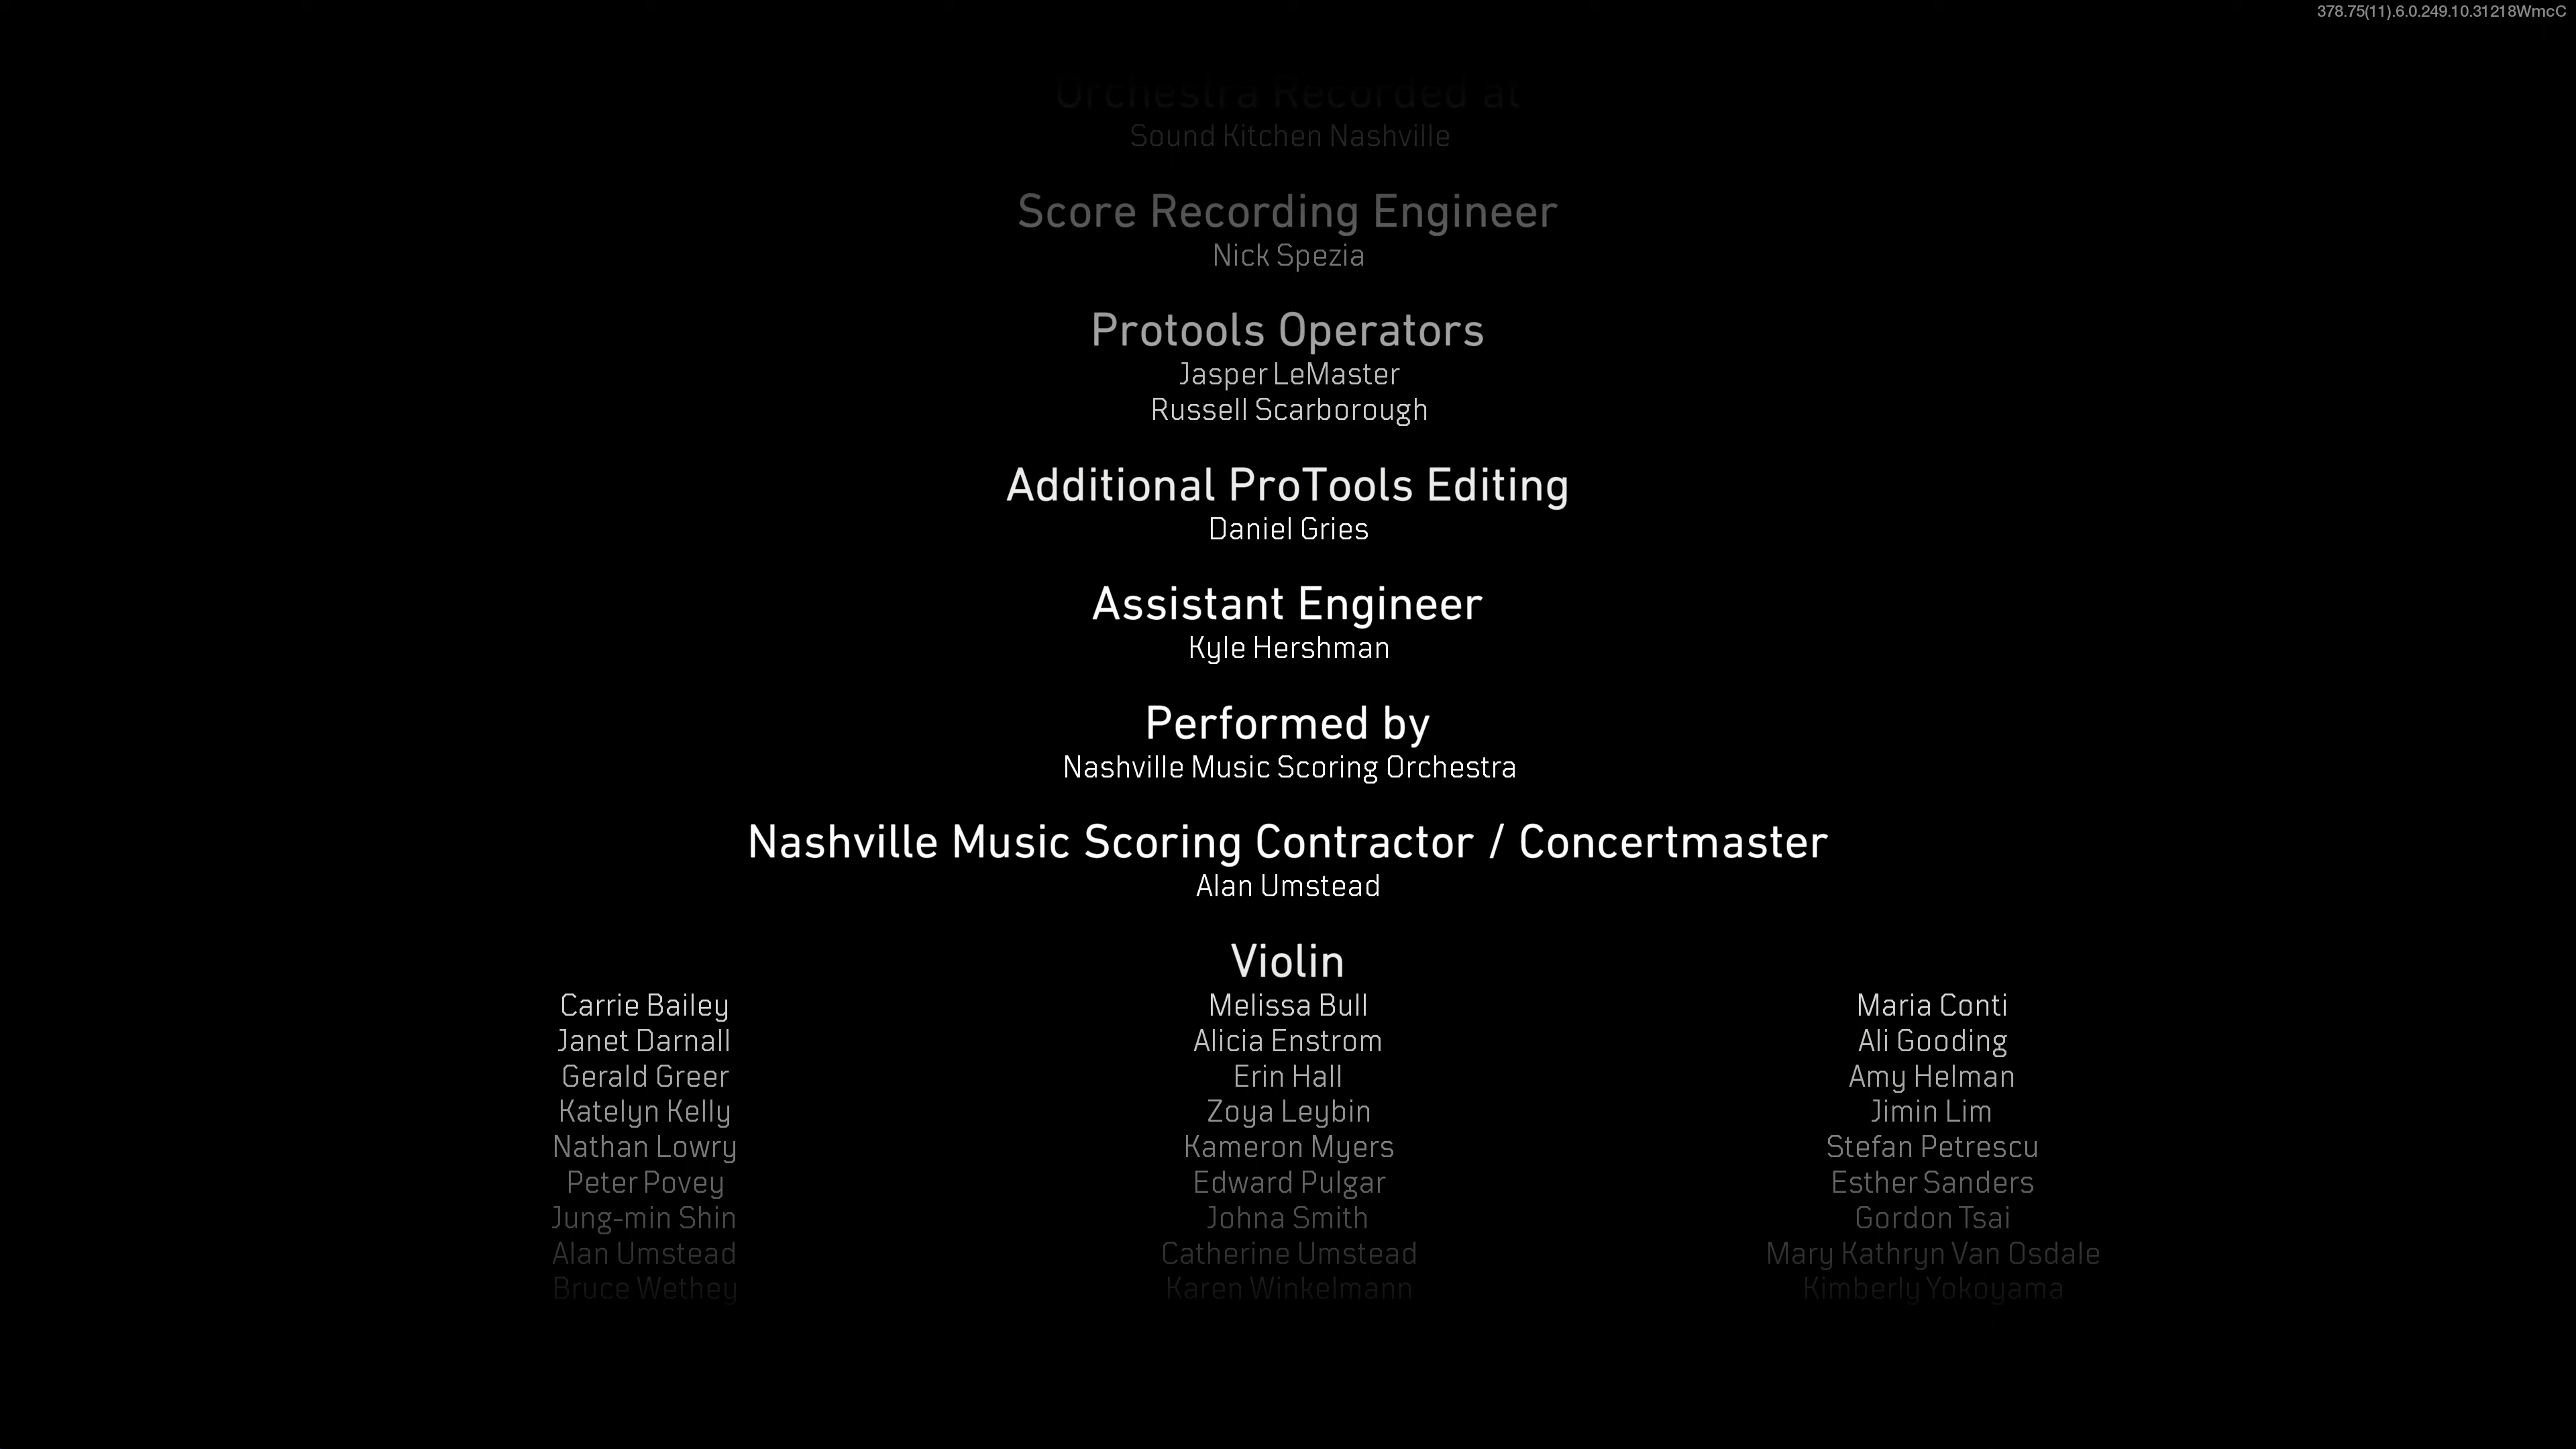 378.75(11).6.0.249.10.31218WmcC
Orchestra Recorded at
Sound Kitchen Nashville
Score Recording Engineer
Nick Spezia
Protools Operators
Jasper LeMaster
Russell Scarborough
Additional ProTools Editing
Daniel Gries
Assistant Engineer
Kyle Hershman
Performed by
Nashville Music Scoring Orchestra
Nashville Music Scoring Contractor / Concertmaster
Alan Umstead
Violin
Carrie Bailey Melissa Bull Maria Conti
Janet Darnall Alicia Enstrom Ali Gooding
Gerald Greer Erin Hall Amy Helman
Katelyn Kelly Zoya Leybin Jimin Lim
Nathan Lowry Kameron Myers Stefan Petrescu
Peter Povey Edward Pulgar Esther Sanders
Jung-min Shin Johna Smith Gordon Tsai
Alan Umstead Catherine Umstead Mary Kathryn Van Osdale
Bruce Wethey Karen Winkelmann Kimberly Yokoyama